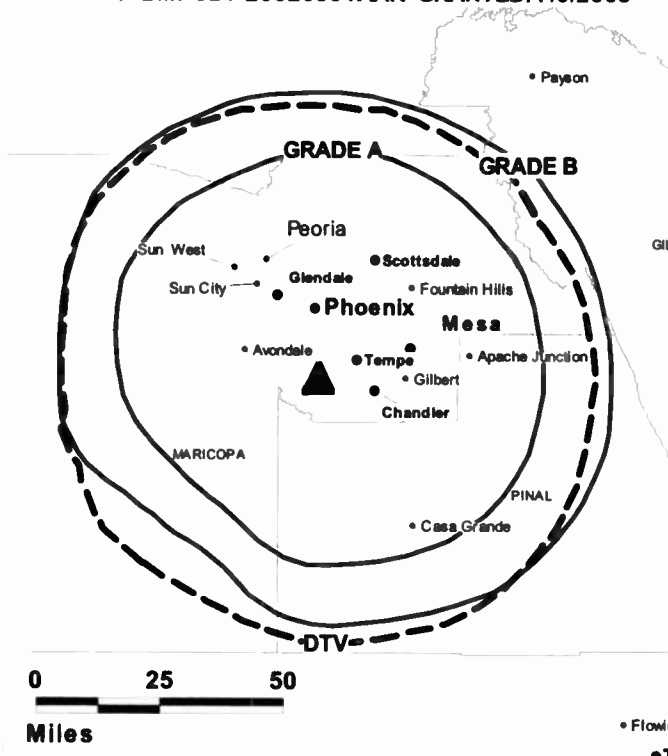 Payson
GRADE A
GRADE B
Peoria
Sun West
Scottsdale
Sun City
Glendale
Fountain Hills
Phoenix
Mesa
Avondale
Tempe
Apache Junction
Gilbert
Chandler
MARICOPA
PINAL
Casa Grande
DTV
0 25 50
Miles